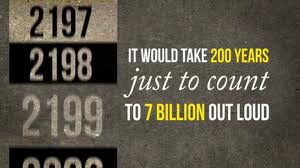 2197
2198
2199
IT WOULD TAKE 200 YEARS
just to count
TO 7 BILLION OUT LOUD